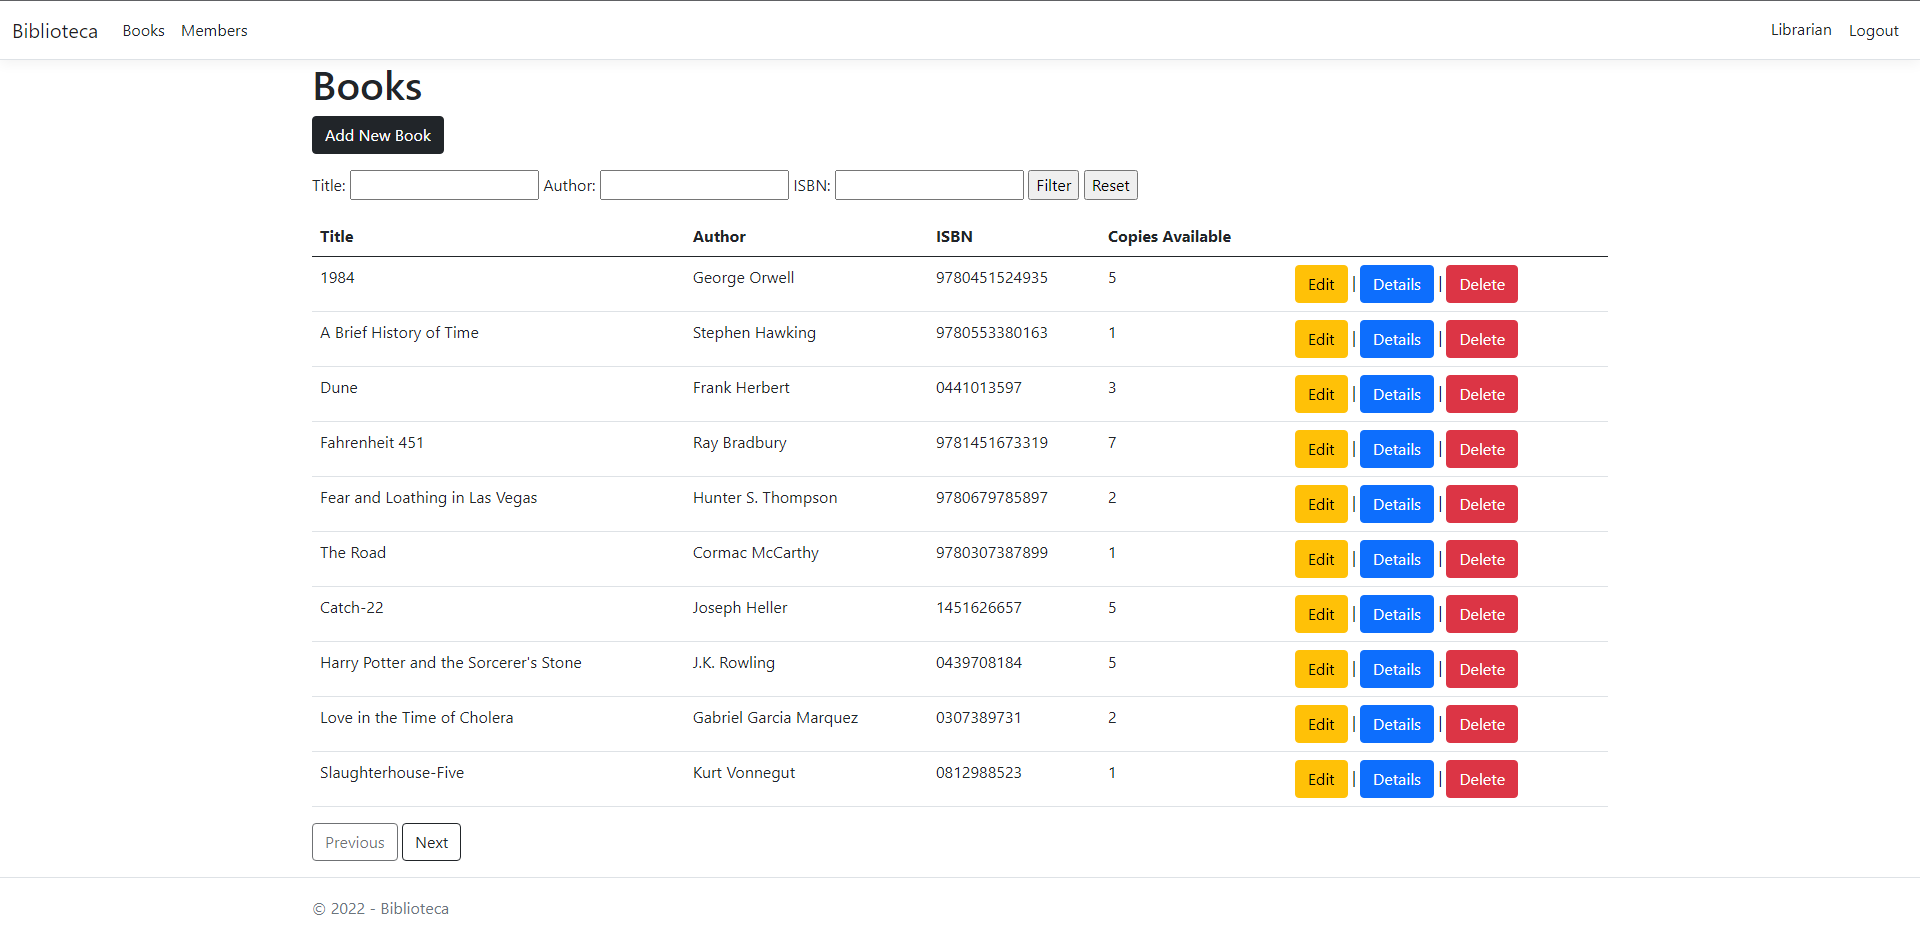 Biblioteca Books Members Librarian Logout
Books
Add New Book
Title: Author: ISBN: Filter Reset
Title Author ISBN Copies Available
1984 George Orwell 9780451524935 5 Edit | Details | Delete
A Brief History of Time Stephen Hawking 9780553380163 1 Edit | Details | Delete
Dune Frank Herbert 0441013597 3 Edit | Details | Delete
Fahrenheit 451 Ray Bradbury 9781451673319 7 Edit | Details | Delete
Fear and Loathing in Las Vegas Hunter S. Thompson 9780679785897 2 Edit | Details | Delete
The Road Cormac McCarthy 9780307387899 1 Edit | Details | Delete
Catch-22 Joseph Heller 1451626657 5 Edit | Details | Delete
Harry Potter and the Sorcerer's Stone J.K. Rowling 0439708184 5 Edit | Details | Delete
Love in the Time of Cholera Gabriel Garcia Marquez 0307389731 2 Edit | Details | Delete
Slaughterhouse-Five Kurt Vonnegut 0812988523 1 Edit | Details | Delete
Previous Next
© 2022 - Biblioteca